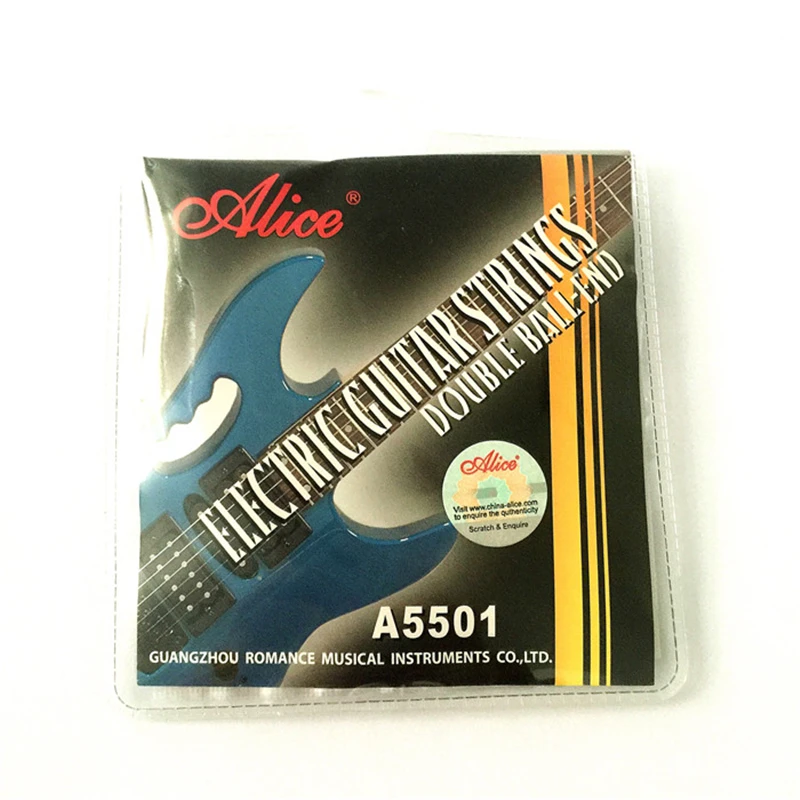 Alice®
ELECTRIC GUITAR STRINGS
DOUBLE BALL-END
Alice®
Visit www.china-alice.com
to enquire the quthenticity
Scratch & Enquire
A5501
GUANGZHOU ROMANCE MUSICAL INSTRUMENTS CO.,LTD.